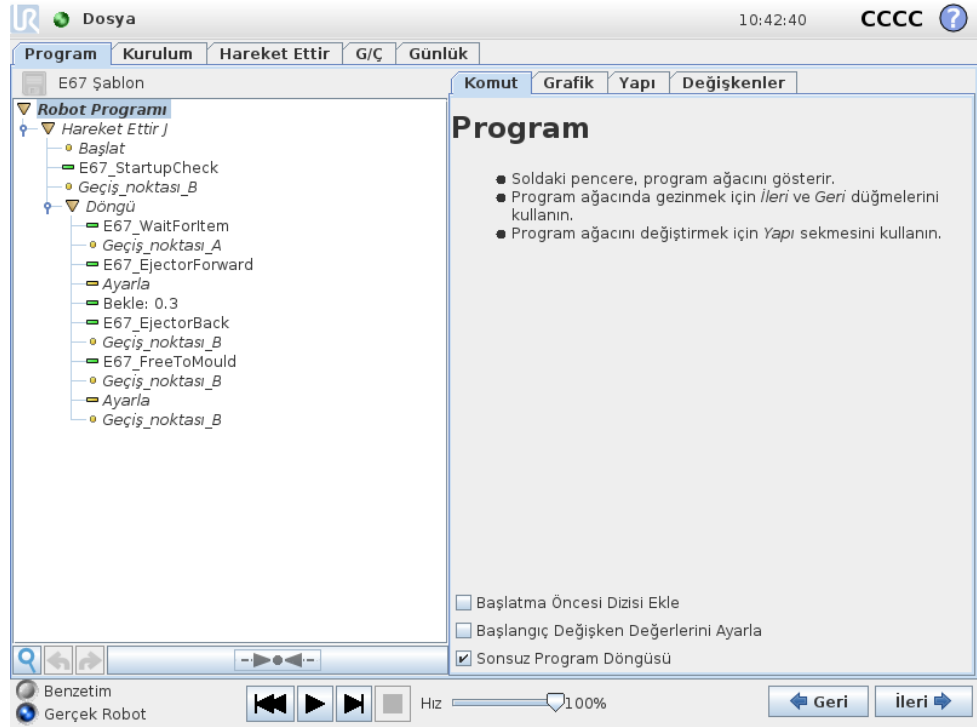 Dosya
10:42:40
CCCC
Program
Kurulum
Hareket Ettir
G/Ç
Günlük
E67 Şablon
Robot Programı
Hareket Ettir J
Başlat
E67_StartupCheck
Geçiş_noktası_B
Döngü
E67_WaitForItem
Geçiş_noktası_A
E67_EjectorForward
Ayarla
Bekle: 0.3
E67_EjectorBack
Geçiş_noktası_B
E67_FreeToMould
Geçiş_noktası_B
Ayarla
Geçiş_noktası_B
Komut
Grafik
Yapı
Değişkenler
Program
Soldaki pencere, program ağacını gösterir.
Program ağacında gezinmek için İleri ve Geri düğmelerini
kullanın.
Program ağacını değiştirmek için Yapı sekmesini kullanın.
Başlatma Öncesi Dizisi Ekle
Başlangıç Değişken Değerlerini Ayarla
Sonsuz Program Döngüsü
Benzetim
Gerçek Robot
Hız
100%
Geri
İleri